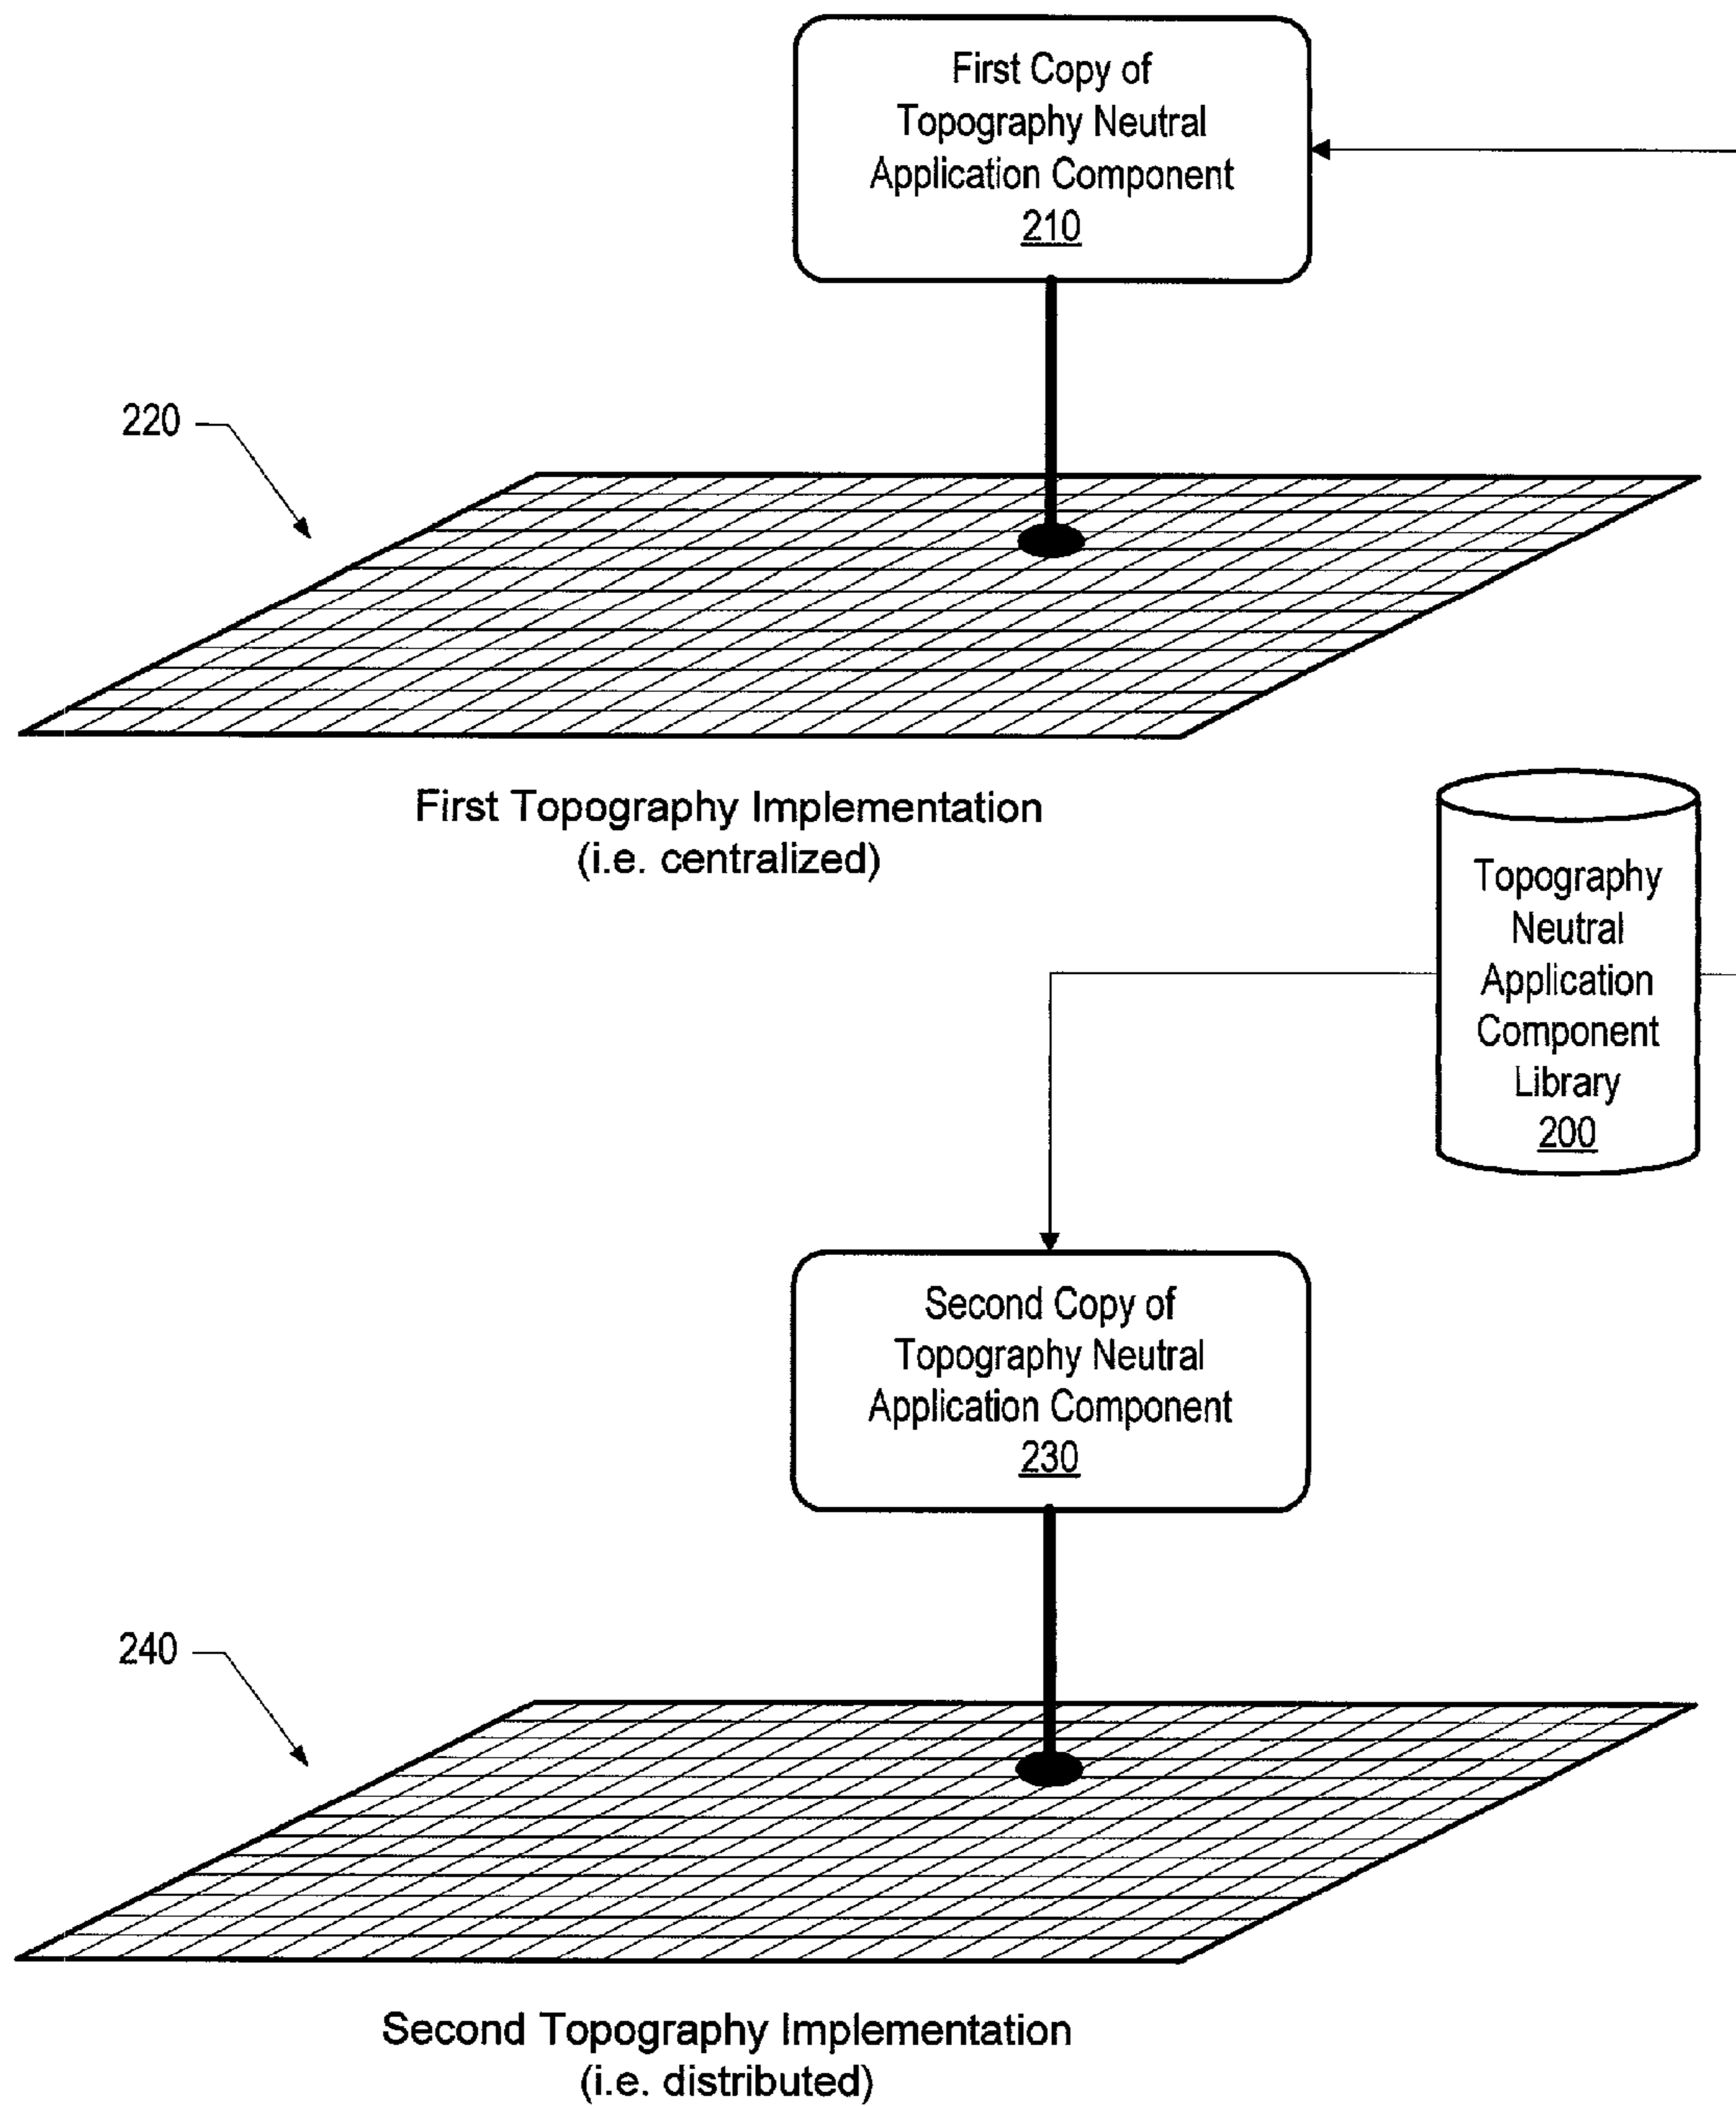 First Copy of
Topography Neutral
Application Component
210
220
First Topography Implementation
(i.e. centralized)
Topography
Neutral
Application
Component
Library
200
Second Copy of
Topography Neutral
Application Component
230
240
Second Topography Implementation
(i.e. distributed)